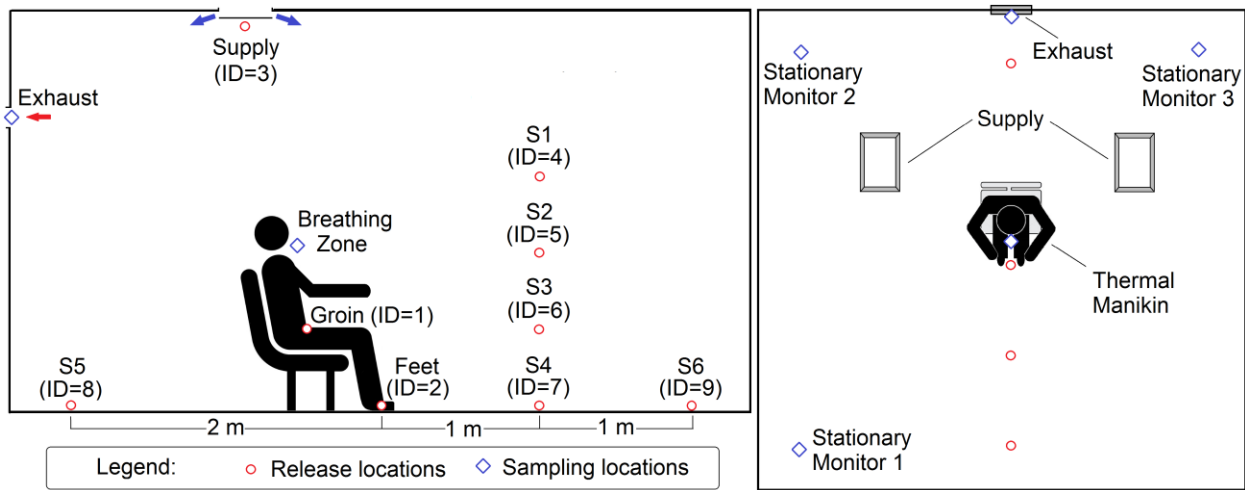 Supply
(ID=3)
Exhaust
S1
(ID=4)
S2
(ID=5)
Breathing
Zone
S3
(ID=6)
Groin (ID=1)
S5
(ID=8)
Feet
(ID=2)
S4
(ID=7)
S6
(ID=9)
2 m
1 m
1 m
Legend:
Release locations
Sampling locations
Exhaust
Stationary
Monitor 2
Stationary
Monitor 3
Supply
Thermal
Manikin
Stationary
Monitor 1